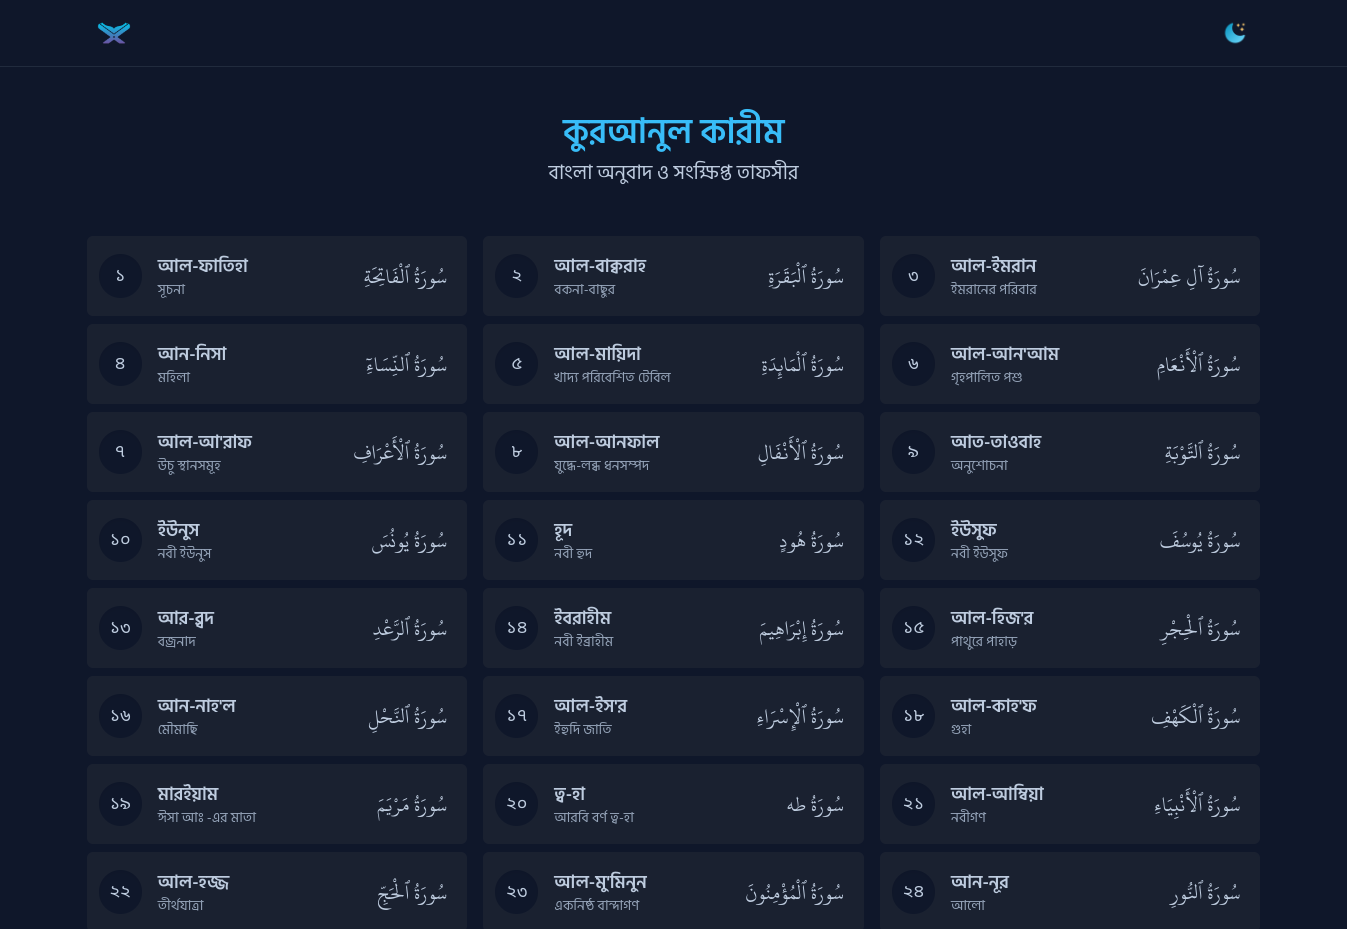 কুরআনুল কারীম
বাংলা অনুবাদ ও সংক্ষিপ্ত তাফসীর
১
আল-ফাতিহা
সূচনা
سُورَةُ ٱلْفَاتِحَةِ
২
আল-বাক্বারাহ
বকনা-বাছুর
سُورَةُ ٱلْبَقَرَةِ
৩
আল-ইমরান
ইমরানের পরিবার
سُورَةُ آلِ عِمْرَانَ
৪
আন-নিসা
মহিলা
سُورَةُ ٱلنِّسَاءِ
৫
আল-মায়িদা
খাদ্য পরিবেশিত টেবিল
سُورَةُ ٱلْمَائِدَةِ
৬
আল-আন'আম
গৃহপালিত পশু
سُورَةُ ٱلْأَنْعَامِ
৭
আল-আ'রাফ
উচু স্থানসমূহ
سُورَةُ ٱلْأَعْرَافِ
৮
আল-আনফাল
যুদ্ধে-লব্ধ ধনসম্পদ
سُورَةُ ٱلْأَنْفَالِ
৯
আত-তাওবাহ
অনুশোচনা
سُورَةُ ٱلتَّوْبَةِ
১০
ইউনুস
নবী ইউনুস
سُورَةُ يُونُسَ
১১
হূদ
নবী হুদ
سُورَةُ هُودٍ
১২
ইউসুফ
নবী ইউসুফ
سُورَةُ يُوسُفَ
১৩
আর-ব্লদ
বজ্রনাদ
سُورَةُ ٱلرَّعْدِ
১৪
ইবরাহীম
নবী ইব্রাহীম
سُورَةُ إِبْرَاهِيمَ
১৫
আল-হিজ'র
পাথুরে পাহাড়
سُورَةُ ٱلْحِجْرِ
১৬
আন-নাহ'ল
মৌমাছি
سُورَةُ ٱلنَّحْلِ
১৭
আল-ইস'র
ইহুদি জাতি
سُورَةُ ٱلْإِسْرَاءِ
১৮
আল-কাহ'ফ
গুহা
سُورَةُ ٱلْكَهْفِ
১৯
মারইয়াম
ঈসা আঃ -এর মাতা
سُورَةُ مَرْيَمَ
২০
ত্ব-হা
আরবি বর্ণ ত্ব-হা
سُورَةُ طه
২১
আল-আম্বিয়া
নবীগণ
سُورَةُ ٱلْأَنْبِيَاءِ
২২
আল-হজ্জ
তীর্থযাত্রা
سُورَةُ ٱلْحَجِّ
২৩
আল-মু'মিনুন
একনিষ্ঠ বান্দাগণ
سُورَةُ ٱلْمُؤْمِنُونَ
২৪
আন-নূর
আলো
سُورَةُ ٱلنُّورِ